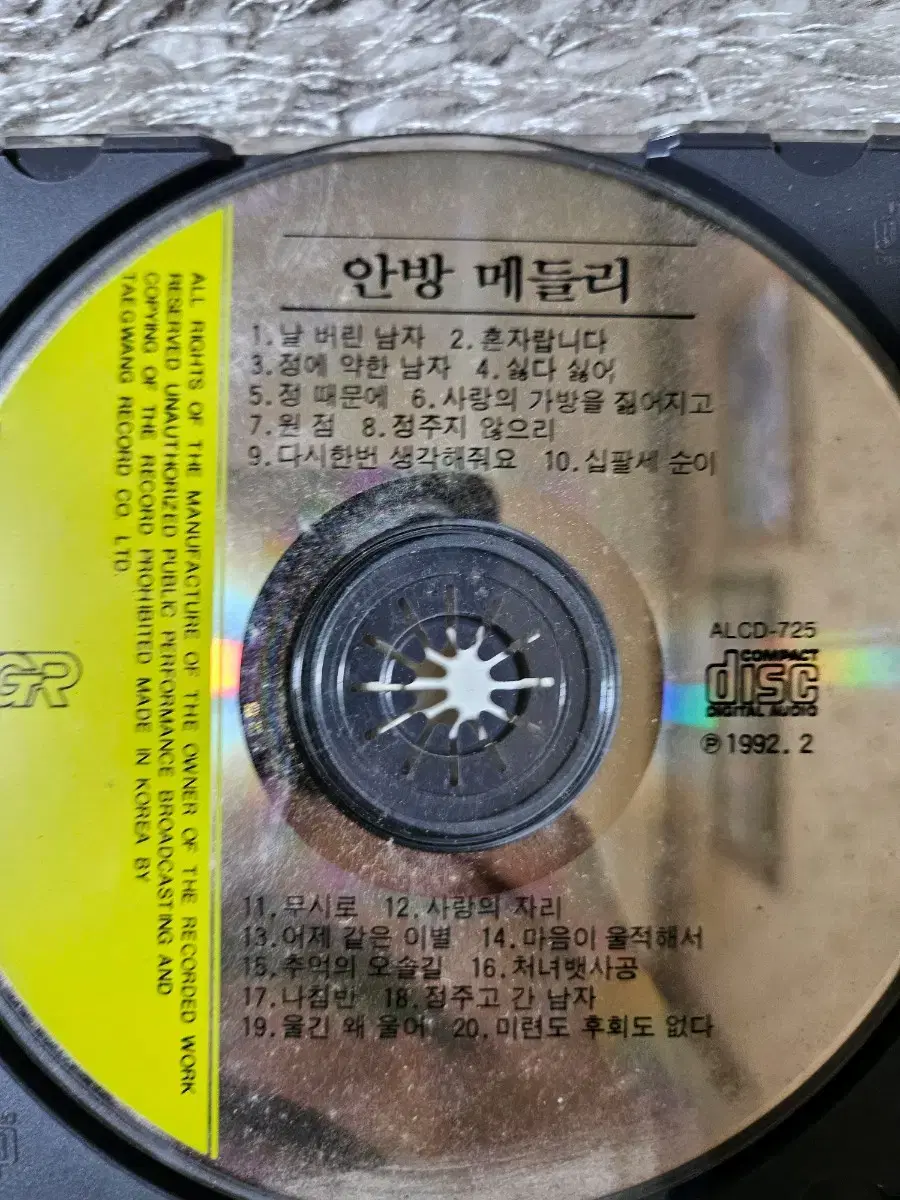 안방 메들리
1. 날 버린 남자 2. 혼자랍니다
3. 정에 약한 남자 4. 싫다 싫어
5. 정 때문에 6. 사랑의 가방을 짊어지고
7. 원 점 8. 정주지 않으리
9. 다시한번 생각해줘요 10. 십팔세 순이
ALCD-725
COMPACT
disc
DIGITAL AUDIO
℗ 1992. 2
11. 무시로 12. 사랑의 자리
13. 어제 같은 이별 14. 마음이 울적해서
15. 추억의 오솔길 16. 처녀뱃사공
17. 나침반 18. 정주고 간 남자
19. 울긴 왜 울어 20. 미련도 후회도 없다
ALL RIGHTS OF THE MANUFACTURE OF THE OWNER OF THE RECORDED WORK
RESERVED UNAUTHORIZED PUBLIC PERFORMANCE BROADCASTING AND
COPYING OF THE RECORD PROHIBITED MADE IN KOREA BY
TAEGWANG RECORD CO. LTD.